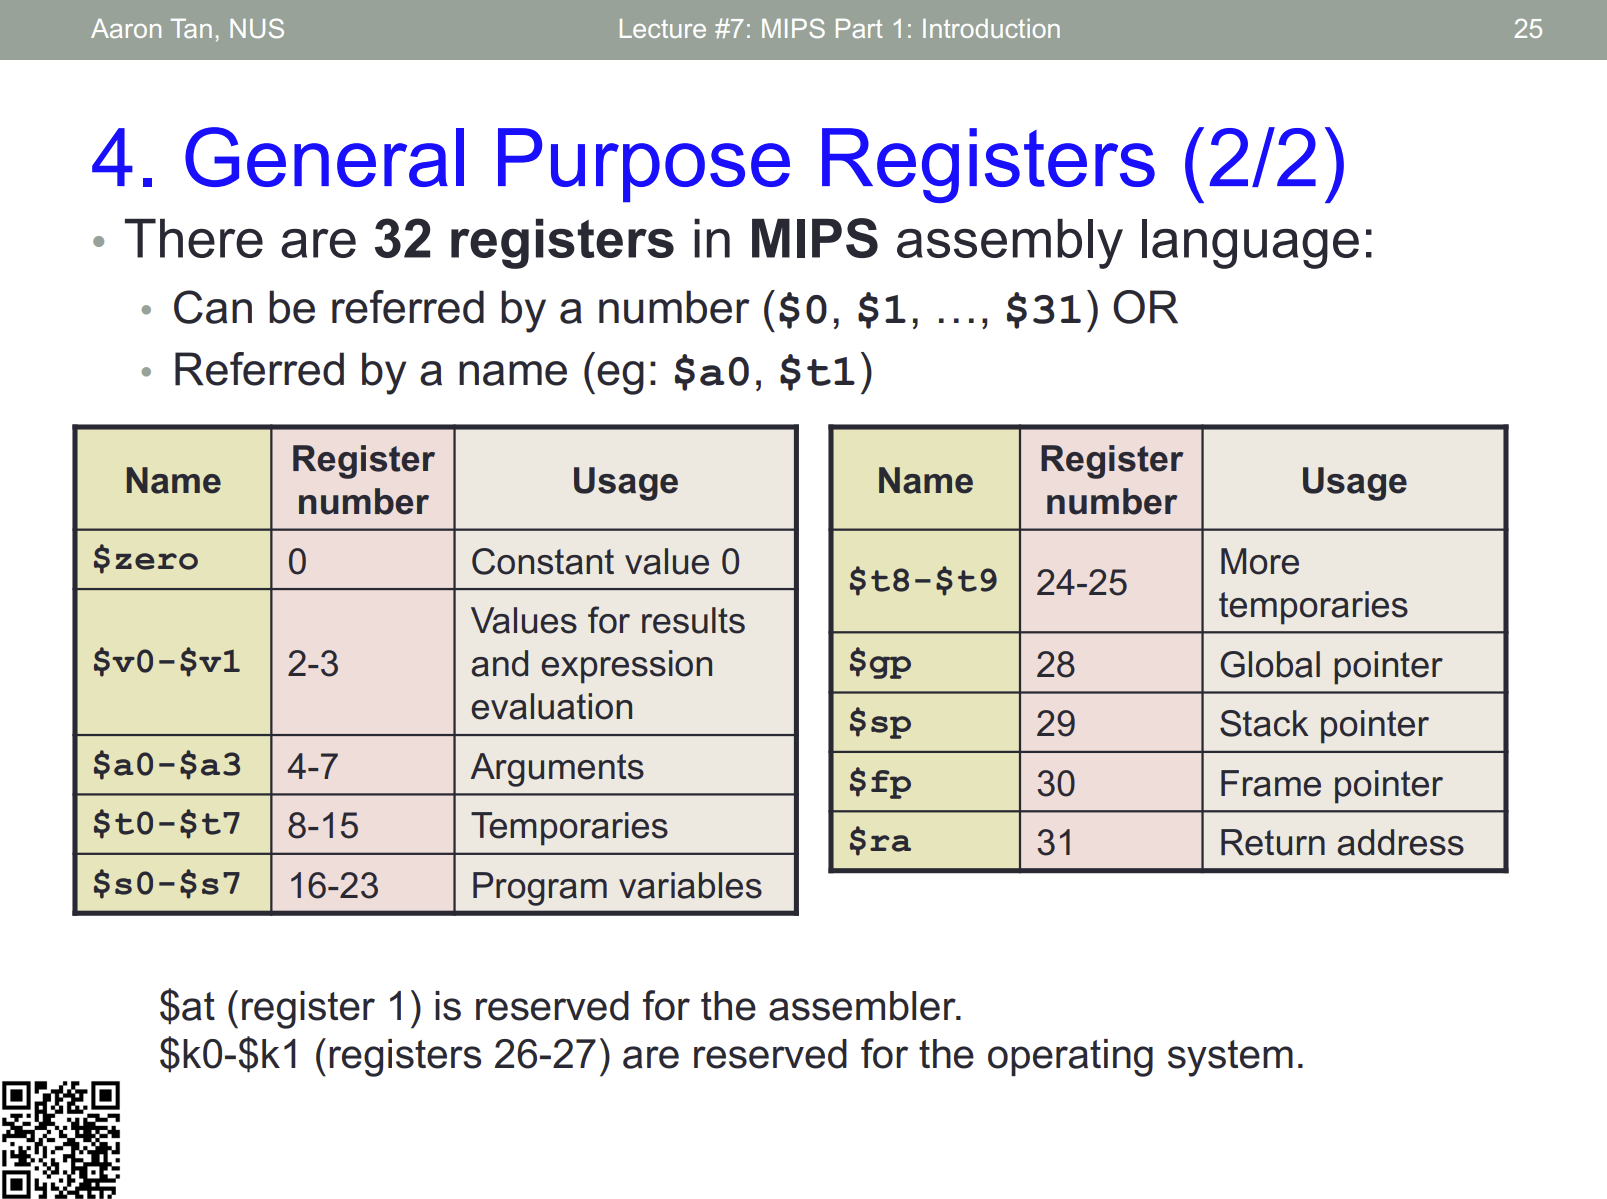 Aaron Tan, NUS
Lecture #7: MIPS Part 1: Introduction
25
4. General Purpose Registers (2/2)
• There are 32 registers in MIPS assembly language:
• Can be referred by a number ($0, $1, …, $31) OR
• Referred by a name (eg: $a0, $t1)
Name Register number Usage
$zero 0 Constant value 0
$v0-$v1 2-3 Values for results and expression evaluation
$a0-$a3 4-7 Arguments
$t0-$t7 8-15 Temporaries
$s0-$s7 16-23 Program variables
Name Register number Usage
$t8-$t9 24-25 More temporaries
$gp 28 Global pointer
$sp 29 Stack pointer
$fp 30 Frame pointer
$ra 31 Return address
$at (register 1) is reserved for the assembler.
$k0-$k1 (registers 26-27) are reserved for the operating system.